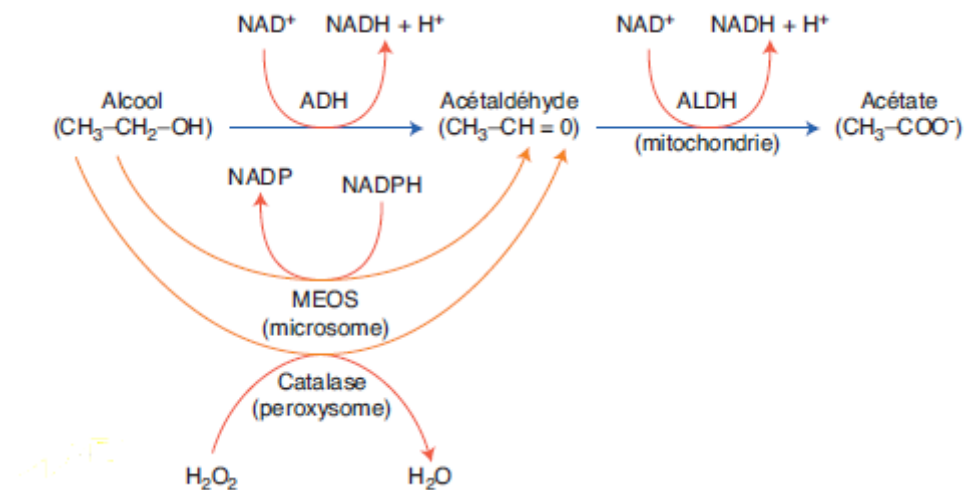 NAD⁺ NADH + H⁺ NAD⁺ NADH + H⁺
Alcool ADH Acétaldéhyde ALDH Acétate
(CH₃–CH₂–OH) (CH₃–CH = 0) (mitochondrie) (CH₃–COO⁻)
NADP NADPH
MEOS
(microsome)
Catalase
(peroxysome)
H₂O₂ H₂O